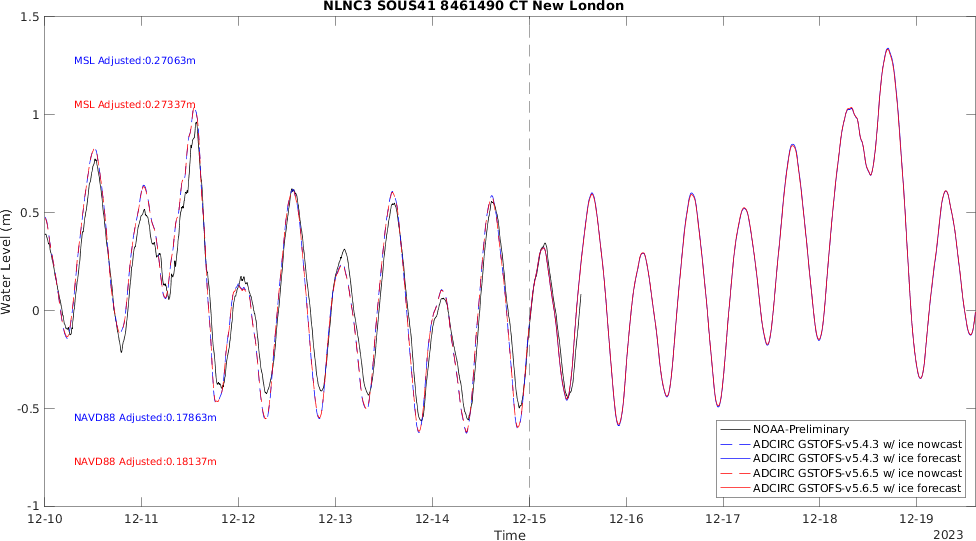 NLNC3 SOUS41 8461490 CT New London
1.5
1
0.5
0
-0.5
-1
Water Level (m)
MSL Adjusted:0.27063m
MSL Adjusted:0.27337m
NAVD88 Adjusted:0.17863m
NAVD88 Adjusted:0.18137m
NOAA-Preliminary
ADCIRC GSTOFS-v5.4.3 w/ ice nowcast
ADCIRC GSTOFS-v5.4.3 w/ ice forecast
ADCIRC GSTOFS-v5.6.5 w/ ice nowcast
ADCIRC GSTOFS-v5.6.5 w/ ice forecast
12-10 12-11 12-12 12-13 12-14 12-15 12-16 12-17 12-18 12-19
Time
2023